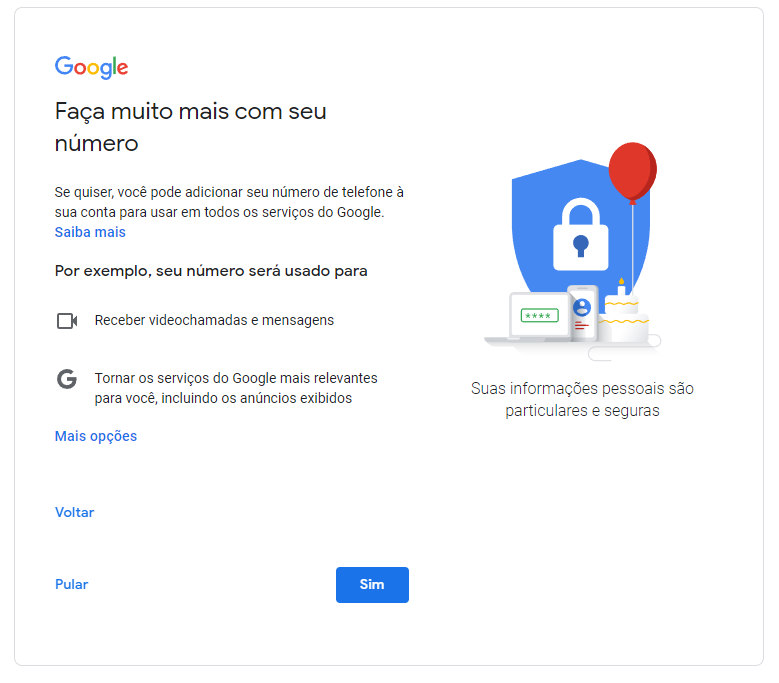 Google
Faça muito mais com seu
número
Se quiser, você pode adicionar seu número de telefone à
sua conta para usar em todos os serviços do Google.
Saiba mais
Por exemplo, seu número será usado para
Receber videochamadas e mensagens
G
Tornar os serviços do Google mais relevantes
para você, incluindo os anúncios exibidos
Mais opções
Voltar
Pular
Sim
****
Suas informações pessoais são
particulares e seguras